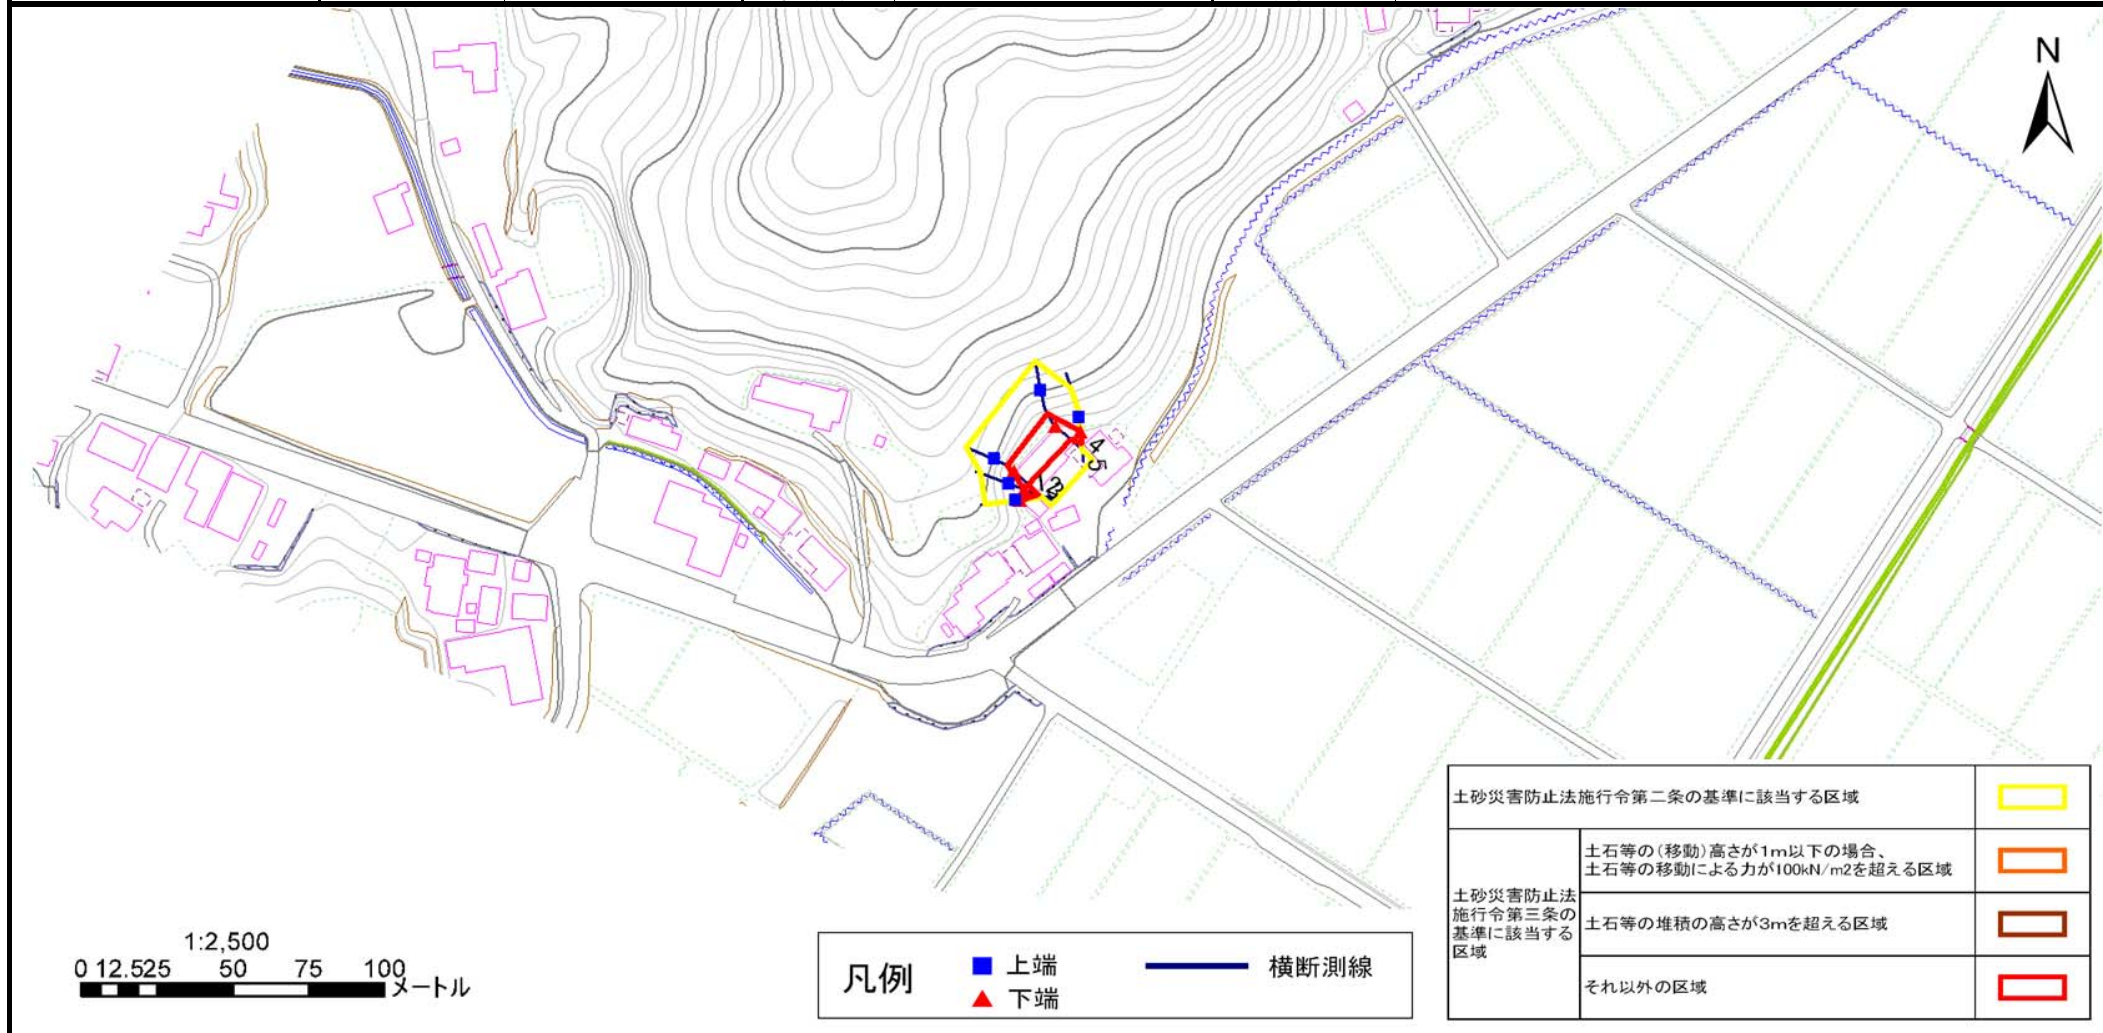 N
4
5
2
土砂災害防止法施行令第二条の基準に該当する区域
土砂災害防止法
施行令第三条の
基準に該当する
区域
土石等の(移動)高さが1m以下の場合、
土石等の移動による力が100kN/m2を超える区域
土石等の堆積の高さが3mを超える区域
それ以外の区域
1:2,500
0 12.525 50 75 100
メートル
凡例
上端
下端
横断測線